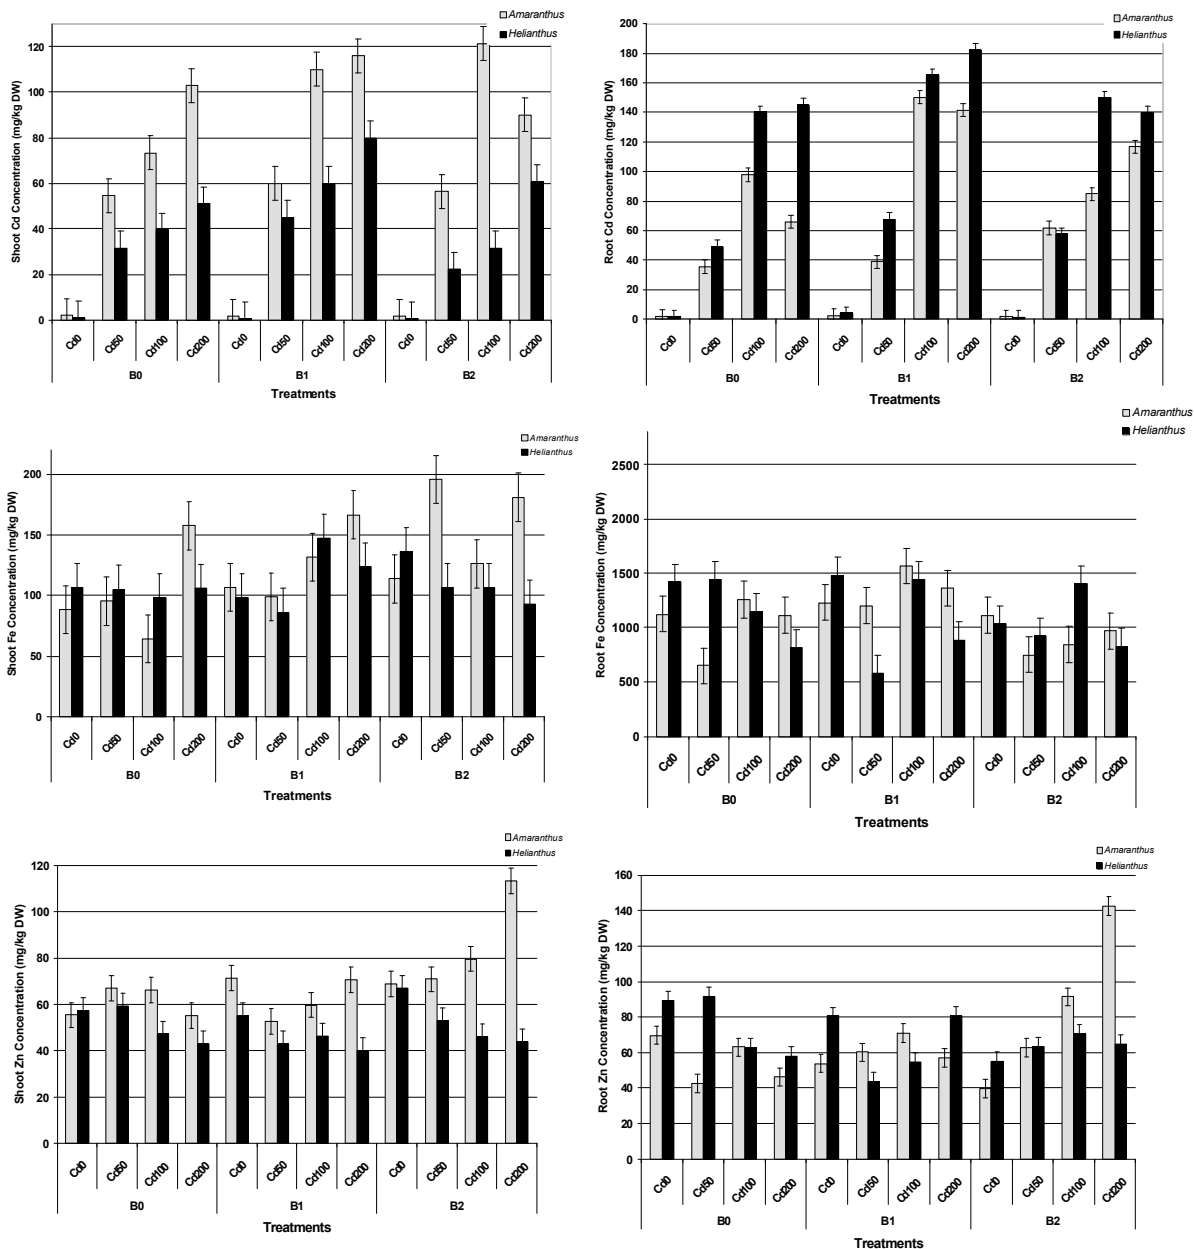 Amaranthus
Helianthus
Shoot Cd Concentration (mg/kg DW)
120
100
80
60
40
20
0
Cd0 Cd50 Cd100 Cd200 Cd0 Cd50 Cd100 Cd200 Cd0 Cd50 Cd100 Cd200
B0 B1 B2
Treatments
Amaranthus
Helianthus
Root Cd Concentration (mg/kg DW)
200
180
160
140
120
100
80
60
40
20
0
Cd0 Cd50 Cd100 Cd200 Cd0 Cd50 Cd100 Cd200 Cd0 Cd50 Cd100 Cd200
B0 B1 B2
Treatments
Amaranthus
Helianthus
Shoot Fe Concentration (mg/kg DW)
200
150
100
50
0
Cd0 Cd50 Cd100 Cd200 Cd0 Cd50 Cd100 Cd200 Cd0 Cd50 Cd100 Cd200
B0 B1 B2
Treatments
Amaranthus
Helianthus
Root Fe Concentration (mg/kg DW)
2500
2000
1500
1000
500
0
Cd0 Cd50 Cd100 Cd200 Cd0 Cd50 Cd100 Cd200 Cd0 Cd50 Cd100 Cd200
B0 B1 B2
Treatments
Amaranthus
Helianthus
Shoot Zn Concentration (mg/kg DW)
120
100
80
60
40
20
0
Cd0 Cd50 Cd100 Cd200 Cd0 Cd50 Cd100 Cd200 Cd0 Cd50 Cd100 Cd200
B0 B1 B2
Treatments
Amaranthus
Helianthus
Root Zn Concentration (mg/kg DW)
160
140
120
100
80
60
40
20
0
Cd0 Cd50 Cd100 Cd200 Cd0 Cd50 Cd100 Cd200 Cd0 Cd50 Cd100 Cd200
B0 B1 B2
Treatments